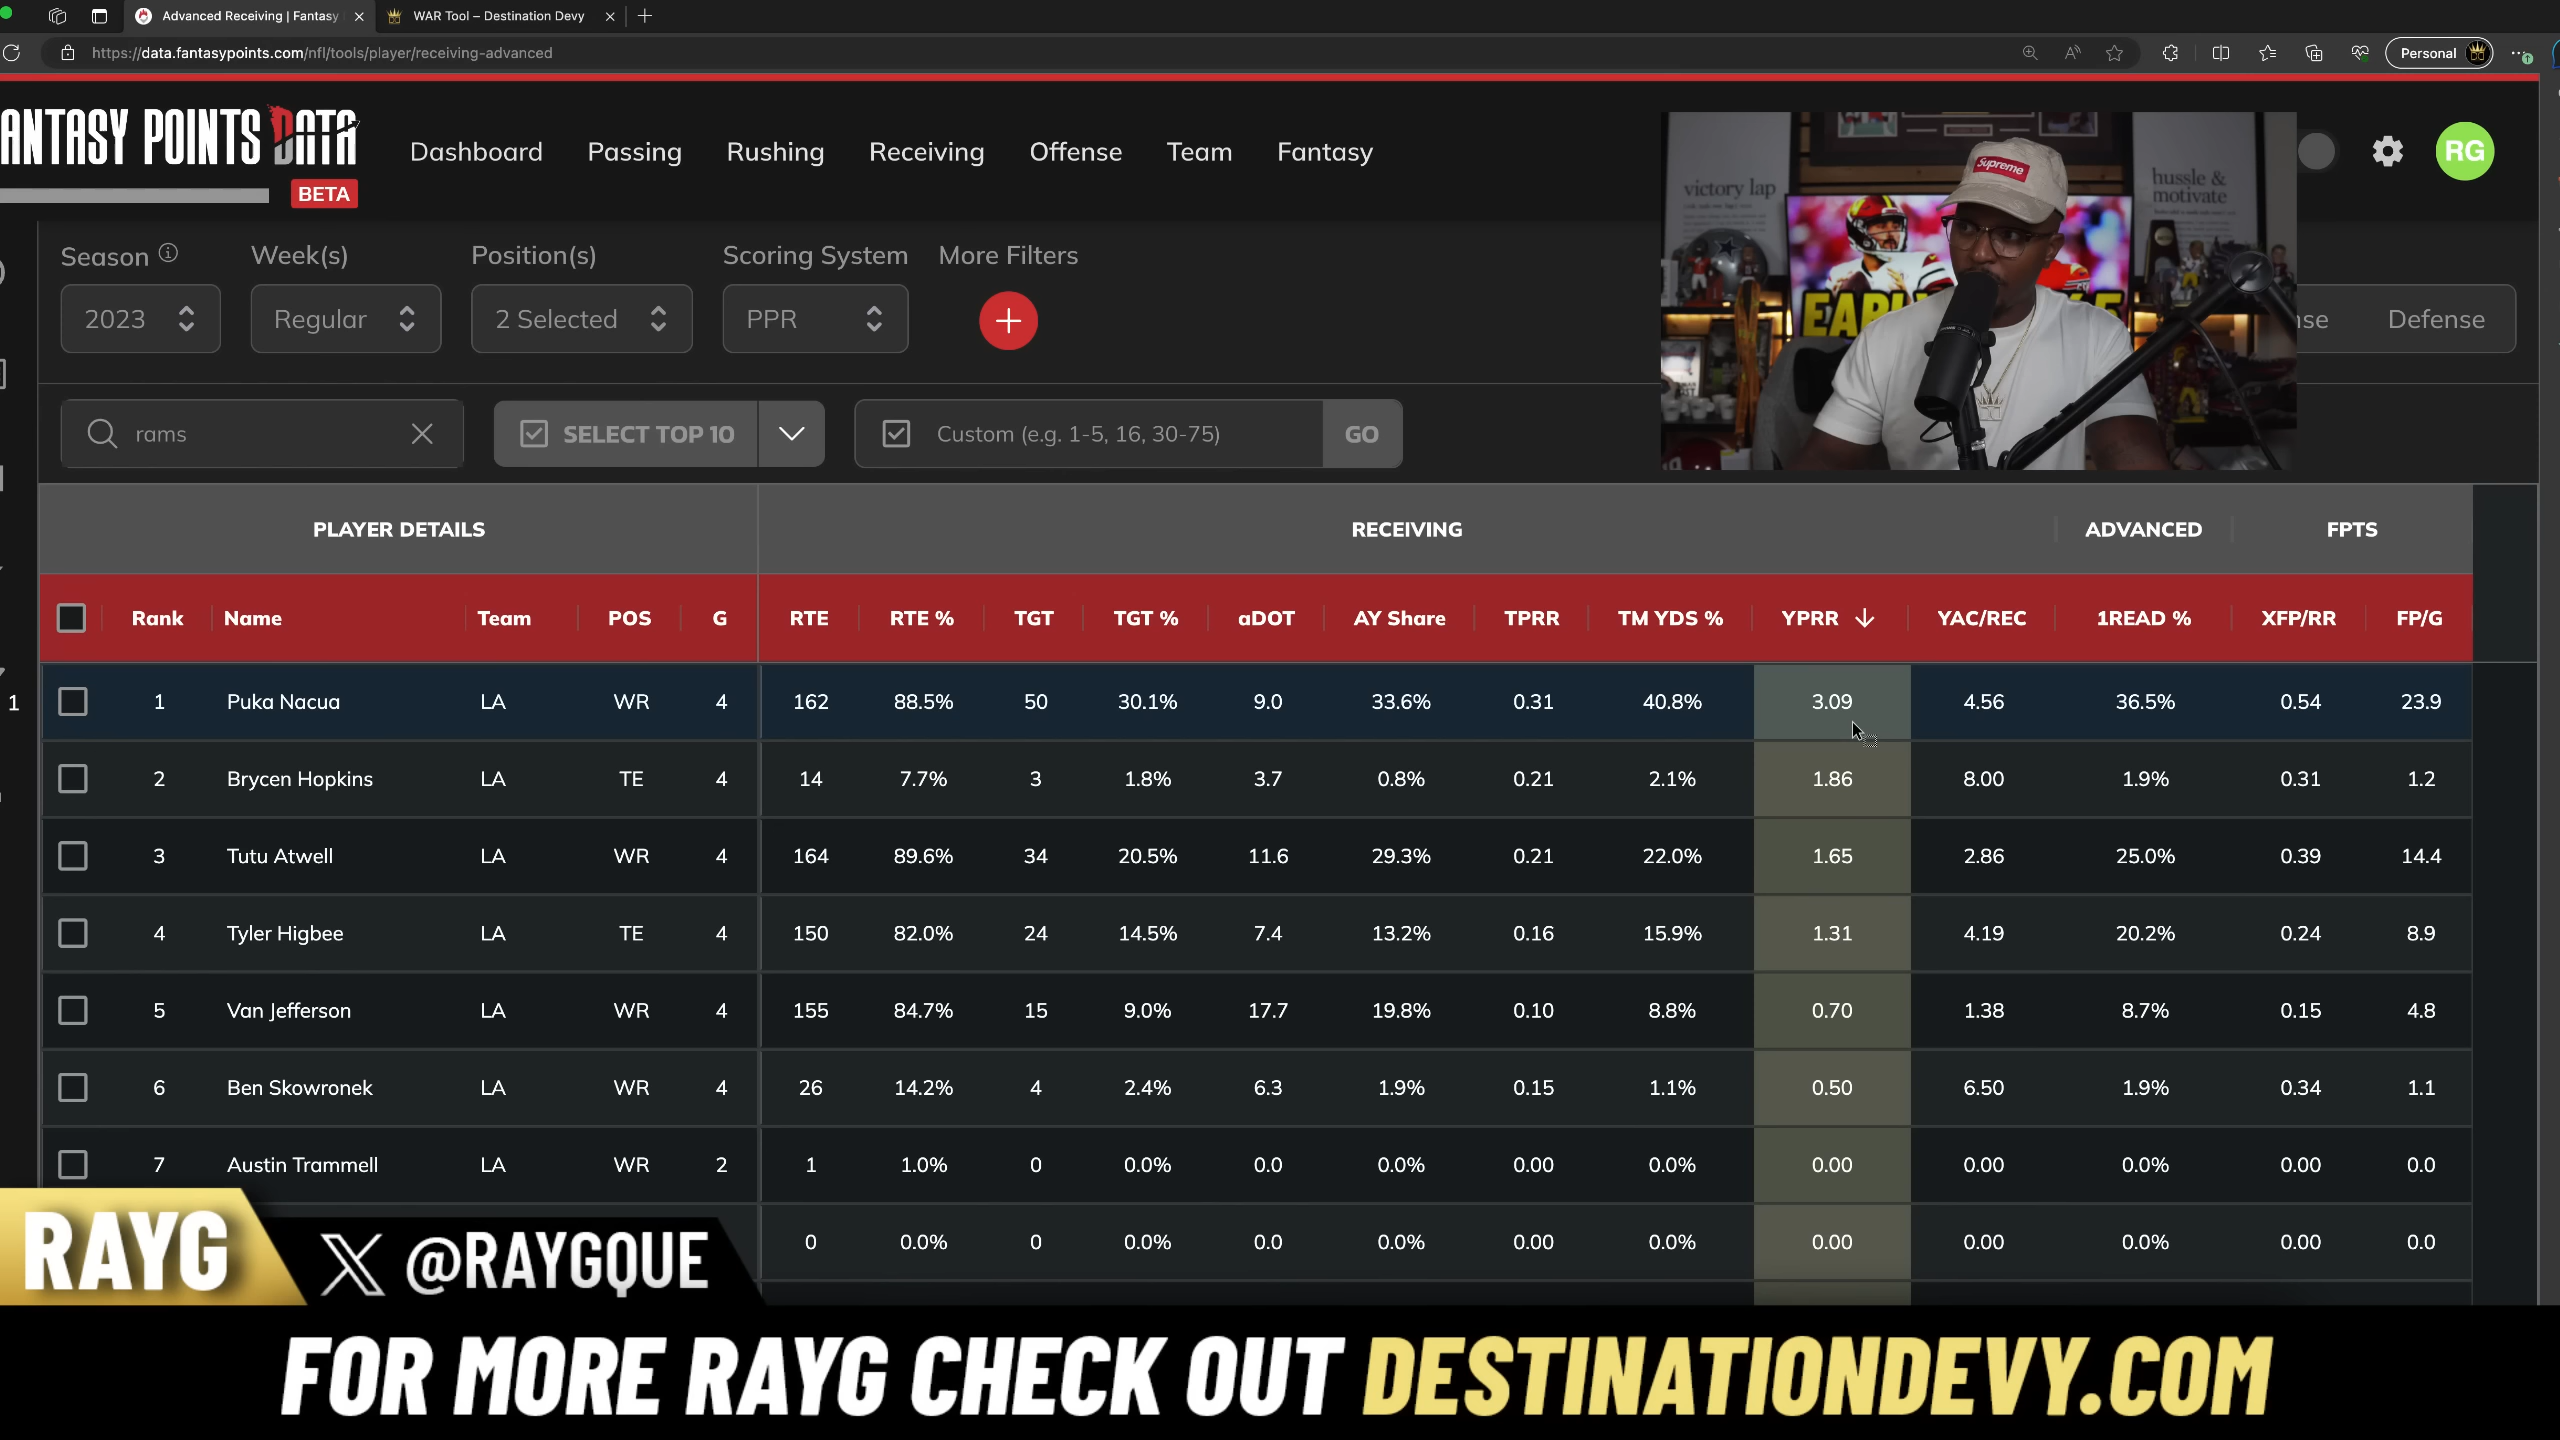 Advanced Receiving | Fantasy
WAR Tool – Destination Devy
https://data.fantasypoints.com/nfl/tools/player/receiving-advanced
Personal
ANTASY POINTS DATA
BETA
Dashboard Passing Rushing Receiving Offense Team Fantasy
RG
victory lap
hussle &
motivate
Supreme
Season Week(s) Position(s) Scoring System More Filters
2023 Regular 2 Selected PPR
nse Defense
rams SELECT TOP 10 Custom (e.g. 1-5, 16, 30-75) GO
PLAYER DETAILS RECEIVING ADVANCED FPTS
Rank Name Team POS G RTE RTE % TGT TGT % aDOT AY Share TPRR TM YDS % YPRR YAC/REC 1READ % XFP/RR FP/G
1 1 Puka Nacua LA WR 4 162 88.5% 50 30.1% 9.0 33.6% 0.31 40.8% 3.09 4.56 36.5% 0.54 23.9
2 Brycen Hopkins LA TE 4 14 7.7% 3 1.8% 3.7 0.8% 0.21 2.1% 1.86 8.00 1.9% 0.31 1.2
3 Tutu Atwell LA WR 4 164 89.6% 34 20.5% 11.6 29.3% 0.21 22.0% 1.65 2.86 25.0% 0.39 14.4
4 Tyler Higbee LA TE 4 150 82.0% 24 14.5% 7.4 13.2% 0.16 15.9% 1.31 4.19 20.2% 0.24 8.9
5 Van Jefferson LA WR 4 155 84.7% 15 9.0% 17.7 19.8% 0.10 8.8% 0.70 1.38 8.7% 0.15 4.8
6 Ben Skowronek LA WR 4 26 14.2% 4 2.4% 6.3 1.9% 0.15 1.1% 0.50 6.50 1.9% 0.34 1.1
7 Austin Trammell LA WR 2 1 1.0% 0 0.0% 0.0 0.0% 0.00 0.0% 0.00 0.00 0.0% 0.00 0.0
0 0.0% 0 0.0% 0.0 0.0% 0.00 0.0% 0.00 0.00 0.0% 0.00 0.0
RAYG X @RAYGQUE
FOR MORE RAYG CHECK OUT DESTINATIONDEVY.COM